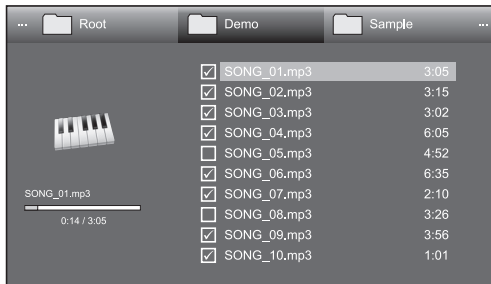 ... Root Demo Sample ...
SONG_01.mp3 3:05
SONG_02.mp3 3:15
SONG_03.mp3 3:02
SONG_04.mp3 6:05
SONG_05.mp3 4:52
SONG_06.mp3 6:35
SONG_07.mp3 2:10
SONG_08.mp3 3:26
SONG_09.mp3 3:56
SONG_10.mp3 1:01
SONG_01.mp3
0:14 / 3:05